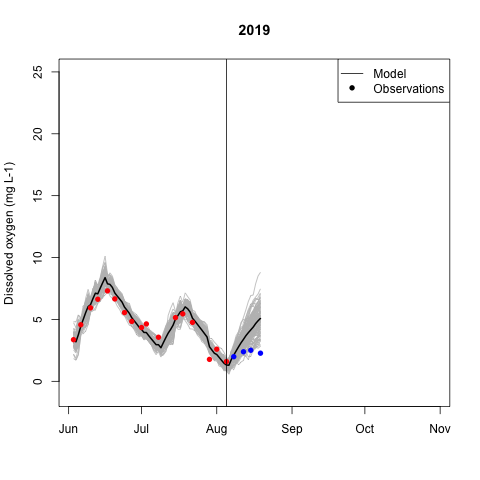 2019
Model
Observations
Dissolved oxygen (mg L-1)
25
20
15
10
5
0
Jun Jul Aug Sep Oct Nov